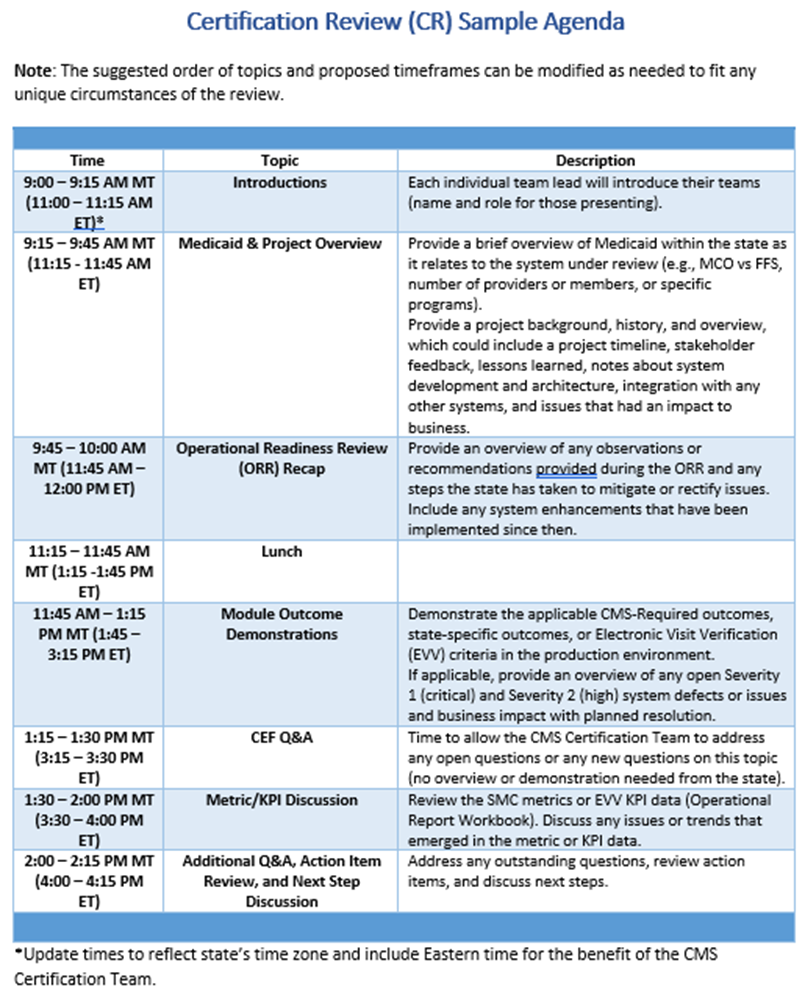 Certification Review (CR) Sample Agenda
Note: The suggested order of topics and proposed timeframes can be modified as needed to fit any
unique circumstances of the review.
Time
Topic
Description
9:00 – 9:15 AM MT
(11:00 – 11:15 AM
ET)*
Introductions
Each individual team lead will introduce their teams
(name and role for those presenting).
9:15 – 9:45 AM MT
(11:15 - 11:45 AM
ET)
Medicaid & Project Overview
Provide a brief overview of Medicaid within the state as
it relates to the system under review (e.g., MCO vs FFS,
number of providers or members, or specific
programs).
Provide a project background, history, and overview,
which could include a project timeline, stakeholder
feedback, lessons learned, notes about system
development and architecture, integration with any
other systems, and issues that had an impact to
business.
9:45 – 10:00 AM
MT (11:45 AM –
12:00 PM ET)
Operational Readiness Review
(ORR) Recap
Provide an overview of any observations or
recommendations provided during the ORR and any
steps the state has taken to mitigate or rectify issues.
Include any system enhancements that have been
implemented since then.
11:15 – 11:45 AM
MT (1:15 -1:45 PM
ET)
Lunch
11:45 AM – 1:15
PM MT (1:45 –
3:15 PM ET)
Module Outcome
Demonstrations
Demonstrate the applicable CMS-Required outcomes,
state-specific outcomes, or Electronic Visit Verification
(EVV) criteria in the production environment.
If applicable, provide an overview of any open Severity
1 (critical) and Severity 2 (high) system defects or issues
and business impact with planned resolution.
1:15 – 1:30 PM MT
(3:15 – 3:30 PM
ET)
CEF Q&A
Time to allow the CMS Certification Team to address
any open questions or any new questions on this topic
(no overview or demonstration needed from the state).
1:30 – 2:00 PM MT
(3:30 – 4:00 PM
ET)
Metric/KPI Discussion
Review the SMC metrics or EVV KPI data (Operational
Report Workbook). Discuss any issues or trends that
emerged in the metric or KPI data.
2:00 – 2:15 PM MT
(4:00 – 4:15 PM
ET)
Additional Q&A, Action Item
Review, and Next Step
Discussion
Address any outstanding questions, review action
items, and discuss next steps.
*Update times to reflect state's time zone and include Eastern time for the benefit of the CMS
Certification Team.